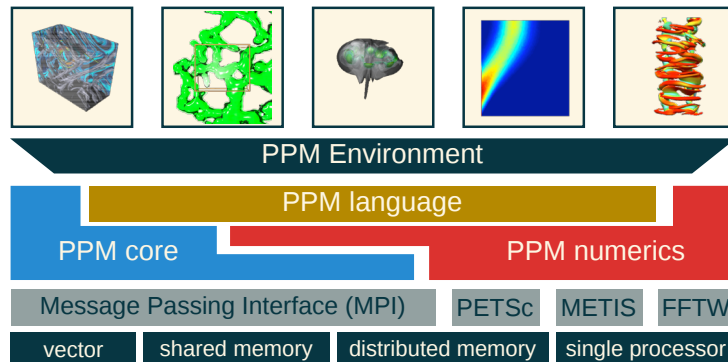 PPM Environment
PPM language
PPM core
PPM numerics
Message Passing Interface (MPI)
PETSc
METIS
FFTW
vector
shared memory
distributed memory
single processor